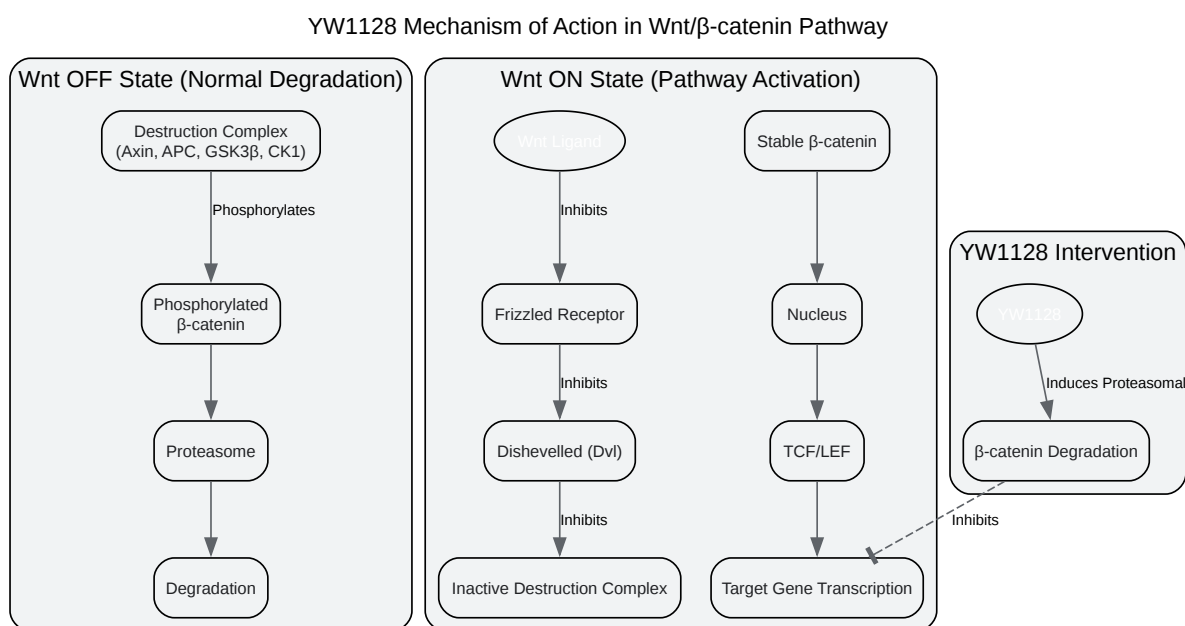 YW1128 Mechanism of Action in Wnt/β-catenin Pathway
Wnt OFF State (Normal Degradation)
Destruction Complex
(Axin, APC, GSK3β, CK1)
Phosphorylates
Phosphorylated
β-catenin
Proteasome
Degradation
Wnt ON State (Pathway Activation)
Wnt Ligand
Inhibits
Frizzled Receptor
Inhibits
Dishevelled (Dvl)
Inhibits
Inactive Destruction Complex
Stable β-catenin
Nucleus
TCF/LEF
Target Gene Transcription
YW1128 Intervention
YW1128
Induces Proteasomal
β-catenin Degradation
Inhibits